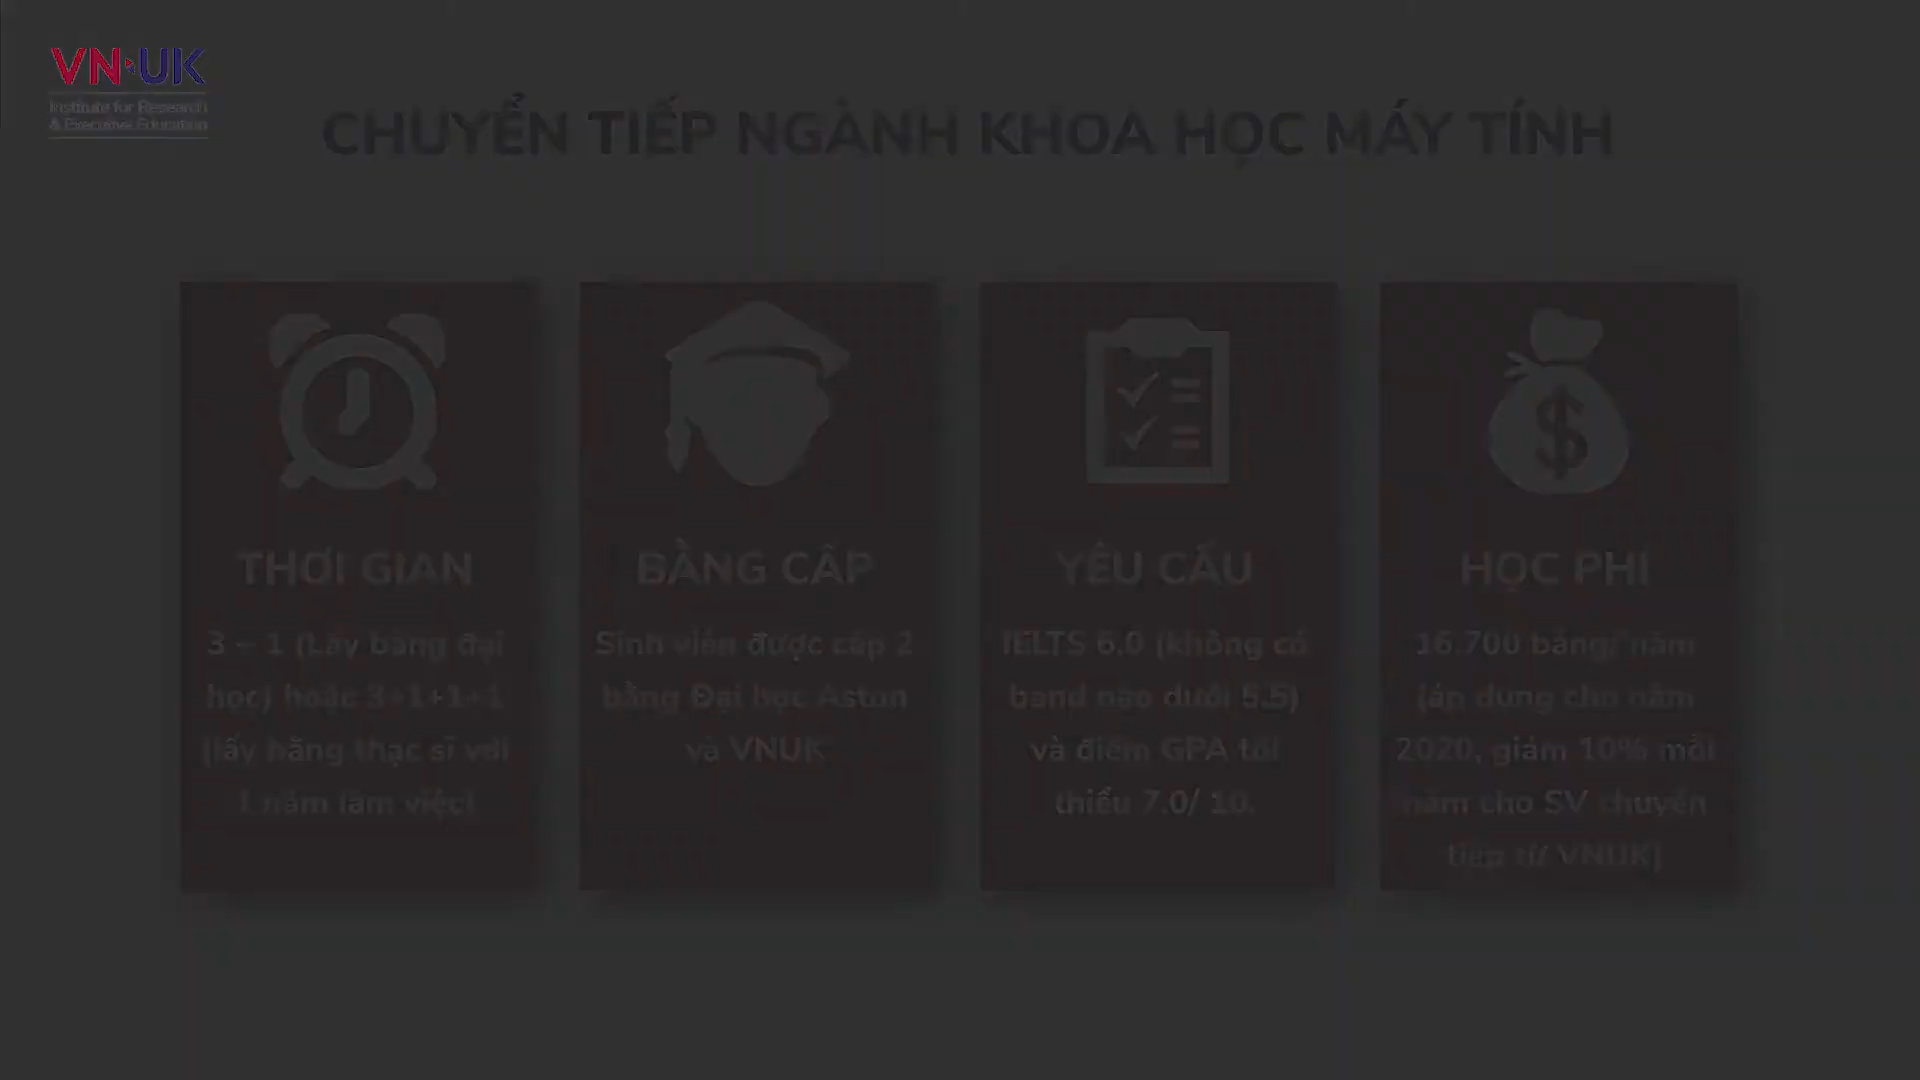 VN UK
Institute for Research
& Executive Education
CHUYỂN TIẾP NGÀNH KHOA HỌC MÁY TÍNH
THỜI GIAN
3 + 1 (Lấy bằng đại
học) hoặc 3+1+1+1
(lấy bằng thạc sĩ với
1 năm làm việc)
BẰNG CẤP
Sinh viên được cấp 2
bằng Đại học Aston
và VNUK
YÊU CẦU
IELTS 6.0 (không có
band nào dưới 5.5)
và điểm GPA tối
thiểu 7.0/ 10.
HỌC PHÍ
16.700 bảng/ năm
(áp dụng cho năm
2020, giảm 10% mỗi
năm cho SV chuyển
tiếp từ VNUK)